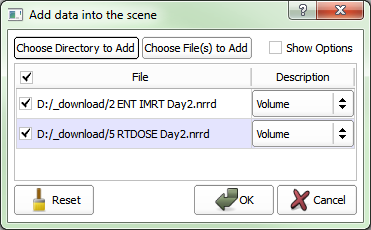 Add data into the scene
Choose Directory to Add Choose File(s) to Add Show Options
File Description
D:/_download/2 ENT IMRT Day2.nrrd Volume
D:/_download/5 RTDOSE Day2.nrrd Volume
Reset OK Cancel